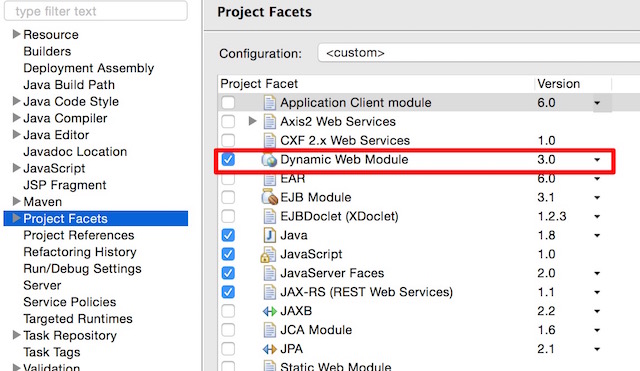 type filter text
Resource
Builders
Deployment Assembly
Java Build Path
Java Code Style
Java Compiler
Java Editor
Javadoc Location
JavaScript
JSP Fragment
Maven
Project Facets
Project References
Refactoring History
Run/Debug Settings
Server
Service Policies
Targeted Runtimes
Task Repository
Task Tags
Validation
Project Facets
Configuration: <custom>
Project Facet Version
Application Client module 6.0
Axis2 Web Services
CXF 2.x Web Services 1.0
Dynamic Web Module 3.0
EAR 6.0
EJB Module 3.1
EJBDoclet (XDoclet) 1.2.3
Java 1.8
JavaScript 1.0
JavaServer Faces 2.0
JAX-RS (REST Web Services) 1.1
JAXB 2.2
JCA Module 1.6
JPA 2.1
Static Web Module